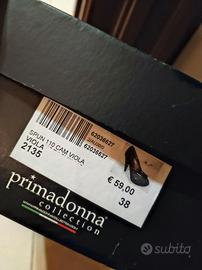 SPUN 110 CAM VIOLA
VIOLA
2135
62036627
62036627
€ 59,00
38
primadonna
collection
subito